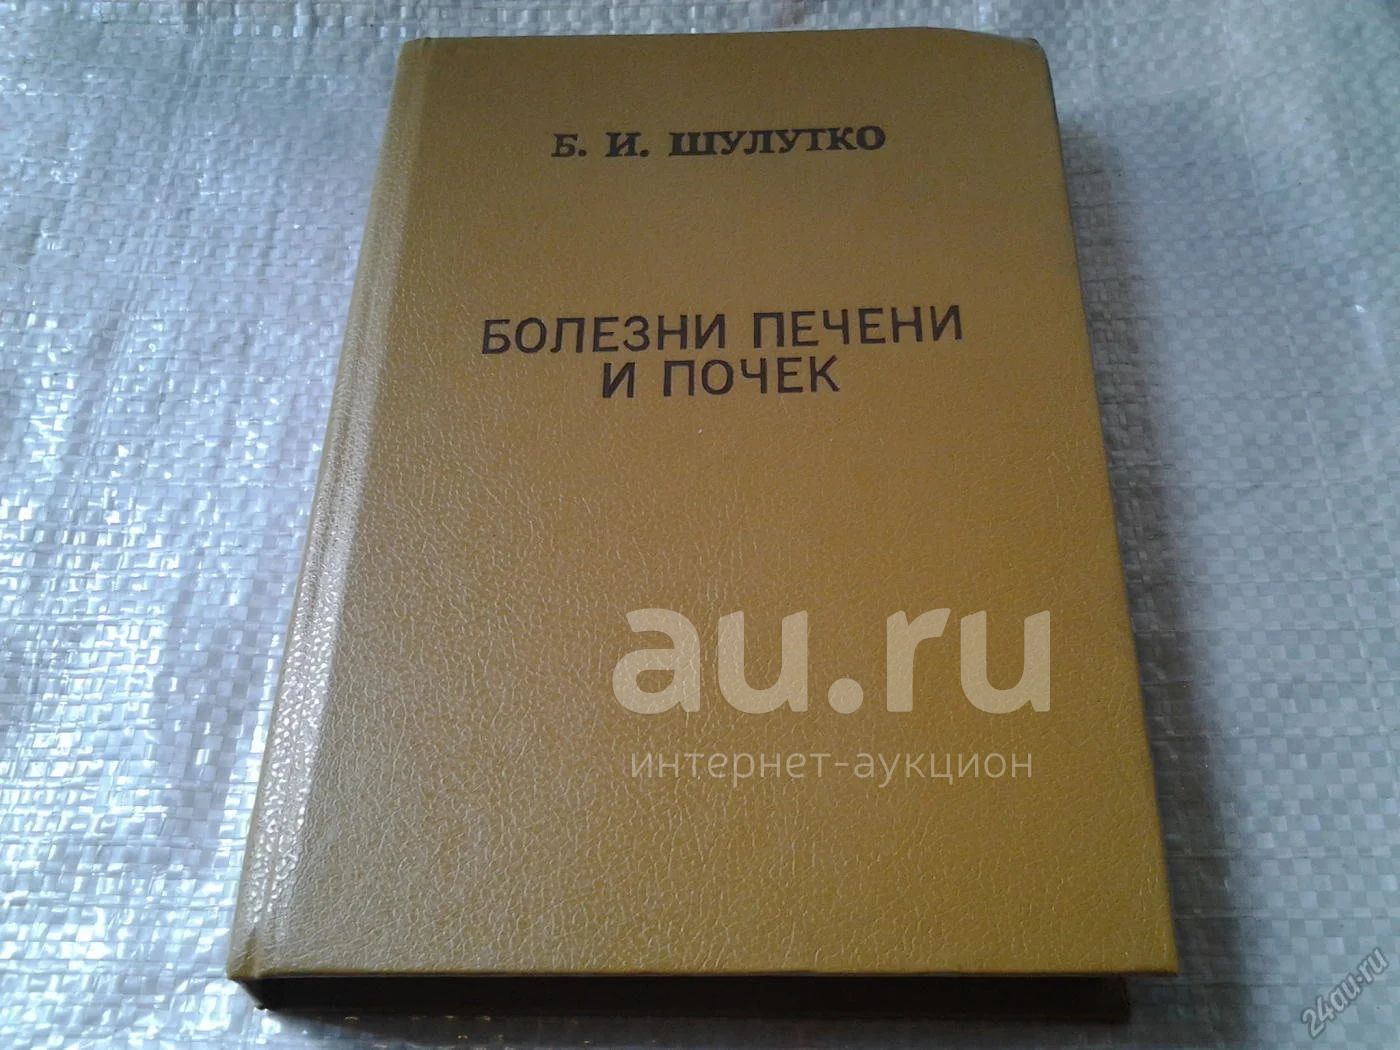 Б. И. ШУЛУТКО
БОЛЕЗНИ ПЕЧЕНИ
И ПОЧЕК
au.ru
интернет-аукцион
24au.ru